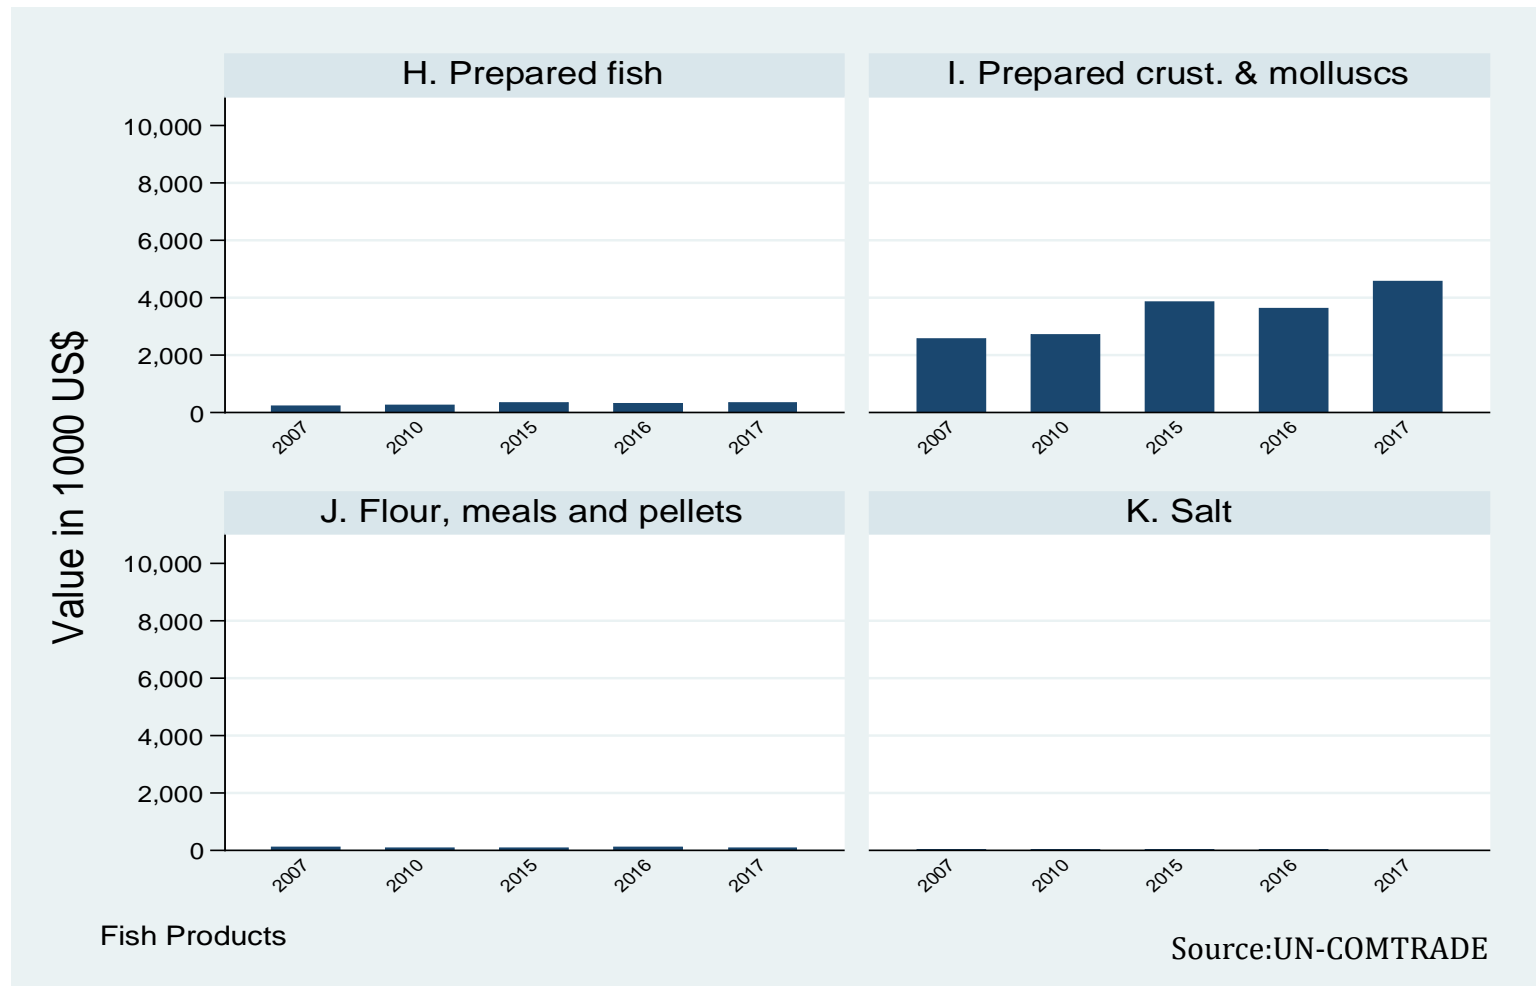 H. Prepared fish
I. Prepared crust. & molluscs
10,000
8,000
6,000
4,000
2,000
0
2007 2010 2015 2016 2017
2007 2010 2015 2016 2017
Value in 1000 US$
J. Flour, meals and pellets
K. Salt
10,000
8,000
6,000
4,000
2,000
0
2007 2010 2015 2016 2017
2007 2010 2015 2016 2017
Fish Products
Source:UN-COMTRADE